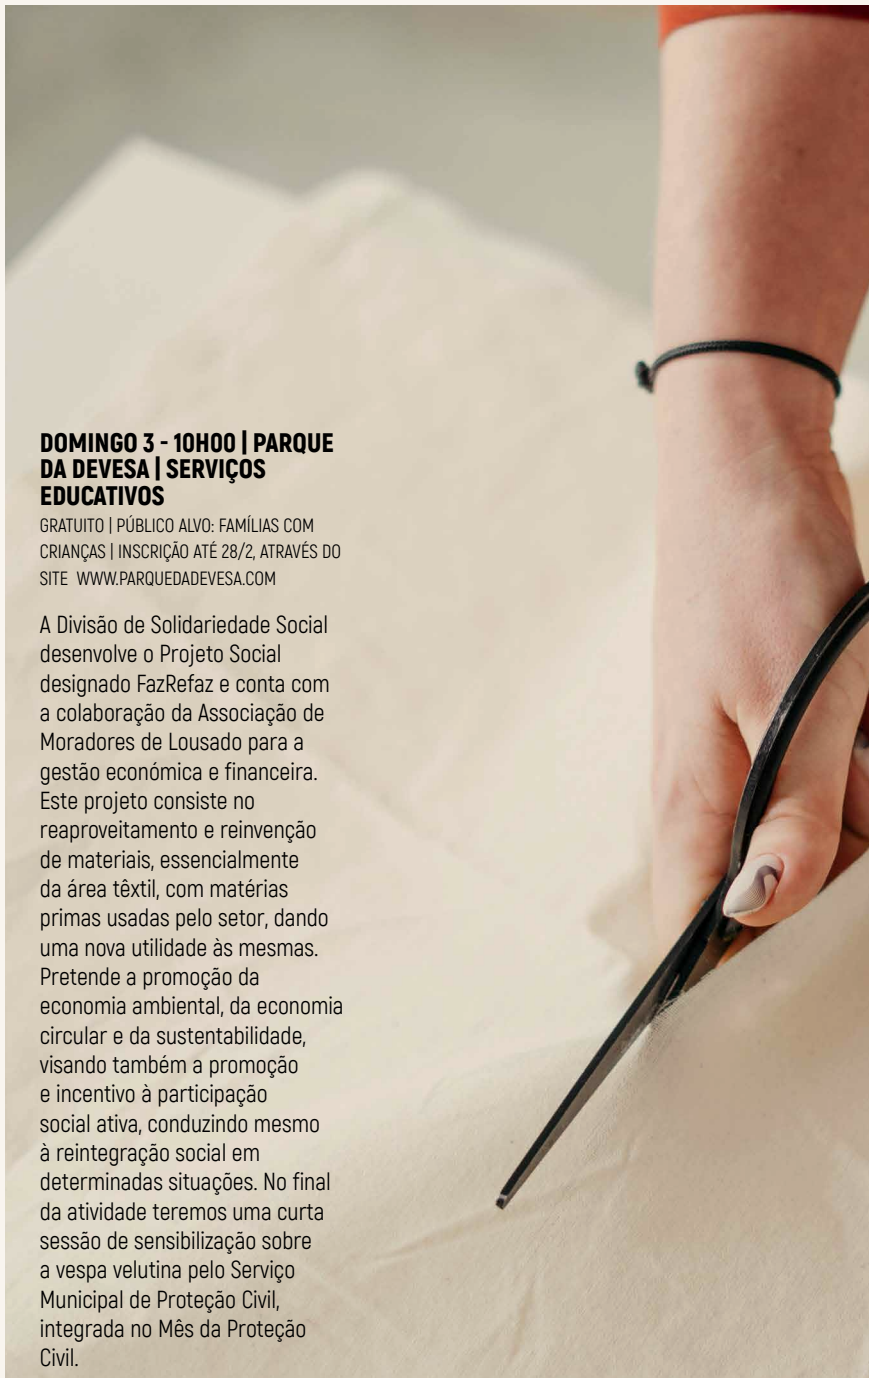 DOMINGO 3 - 10H00 | PARQUE
DA DEVESA | SERVIÇOS
EDUCATIVOS
GRATUITO | PÚBLICO ALVO: FAMÍLIAS COM
CRIANÇAS | INSCRIÇÃO ATÉ 28/2, ATRAVÉS DO
SITE  WWW.PARQUEDADEVESA.COM
A Divisão de Solidariedade Social
desenvolve o Projeto Social
designado FazRefaz e conta com
a colaboração da Associação de
Moradores de Lousado para a
gestão económica e financeira.
Este projeto consiste no
reaproveitamento e reinvenção
de materiais, essencialmente
da área têxtil, com matérias
primas usadas pelo setor, dando
uma nova utilidade às mesmas.
Pretende a promoção da
economia ambiental, da economia
circular e da sustentabilidade,
visando também a promoção
e incentivo à participação
social ativa, conduzindo mesmo
à reintegração social em
determinadas situações. No final
da atividade teremos uma curta
sessão de sensibilização sobre
a vespa velutina pelo Serviço
Municipal de Proteção Civil,
integrada no Mês da Proteção
Civil.